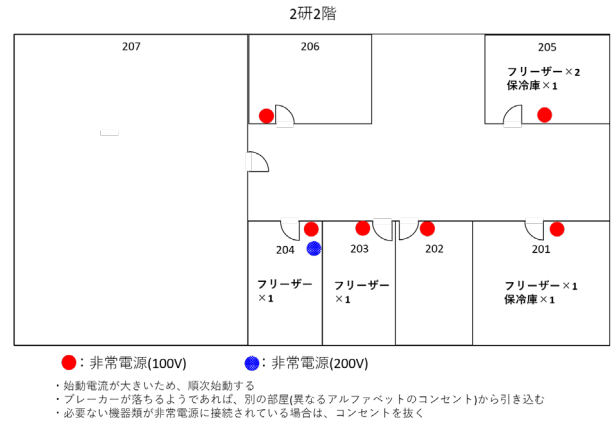 2研2階
207
206
205
フリーザー×2
保冷庫×1
204
203
202
201
フリーザー
×1
フリーザー
×1
フリーザー×1
保冷庫×1
：非常電源(100V)
：非常電源(200V)
・始動電流が大きいため、順次始動する
・ブレーカーが落ちるようであれば、別の部屋(異なるアルファベットのコンセント)から引き込む
・必要ない機器類が非常電源に接続されている場合は、コンセントを抜く